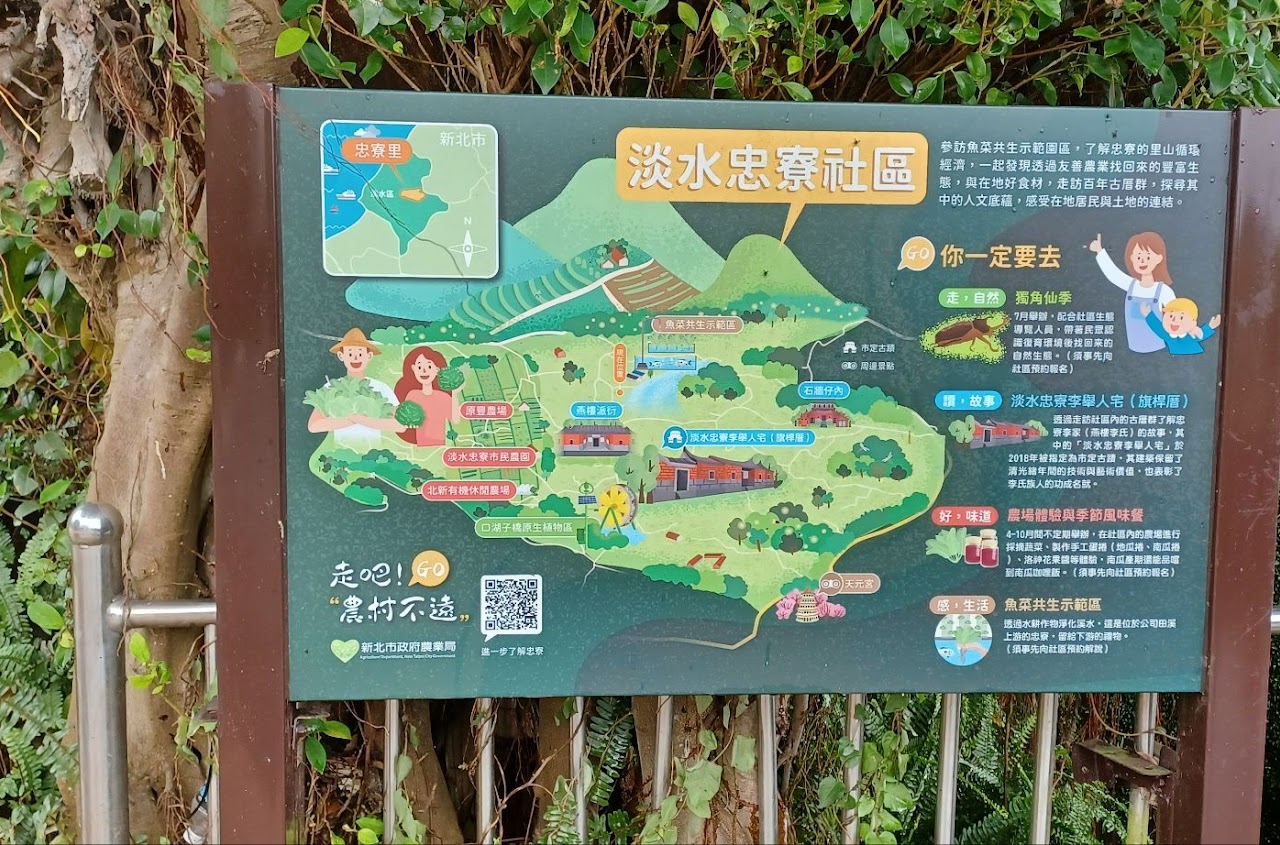 新北市
忠寮里
淡水區
N
淡水忠寮社區
參訪魚菜共生示範園區，了解忠寮的里山循環
經濟，一起發現透過友善農業找回來的豐富生
態，與在地好食材，走訪百年古厝群，探尋其
中的人文底蘊，感受在地居民與土地的連結。
GO 你一定要去
走，自然 獨角仙季
7月舉辦，配合社區生態
導覽人員，帶著民眾認
識復育環境後找回來的
自然生態。（須事先向
社區預約報名）
讀，故事 淡水忠寮李舉人宅（旗桿厝）
透過走訪社區內的古厝群了解忠
寮李家（燕樓李氏）的故事，其
中的「淡水忠寮李舉人宅」於
2018年被指定為市定古蹟，其建築保留了
清光緒年間的技術與藝術價值，也表彰了
李氏族人的功成名就。
好，味道 農場體驗與季節風味餐
4-10月間不定期舉辦，在社區內的農場進行
採摘蔬菜、製作手工蛋捲（地瓜捲、南瓜捲
）、洛神花果醬等體驗，南瓜產期還能品嚐
到南瓜咖哩飯。（須事先向社區預約報名）
感，生活 魚菜共生示範區
透過水耕作物淨化溪水，這是位於公司田溪
上游的忠寮，留給下游的禮物。
（須事先向社區預約解說）
魚菜共生示範區
現在位置
市定古蹟
周邊景點
石牆仔內
原豐農場
燕樓派衍
淡水忠寮李舉人宅（旗桿厝）
淡水忠寮市民農園
北新有機休閒農場
口湖子橋原生植物區
天元宮
走吧！GO
“農村不遠”
新北市政府農業局
Agriculture Department, New Taipei City Government
進一步了解忠寮